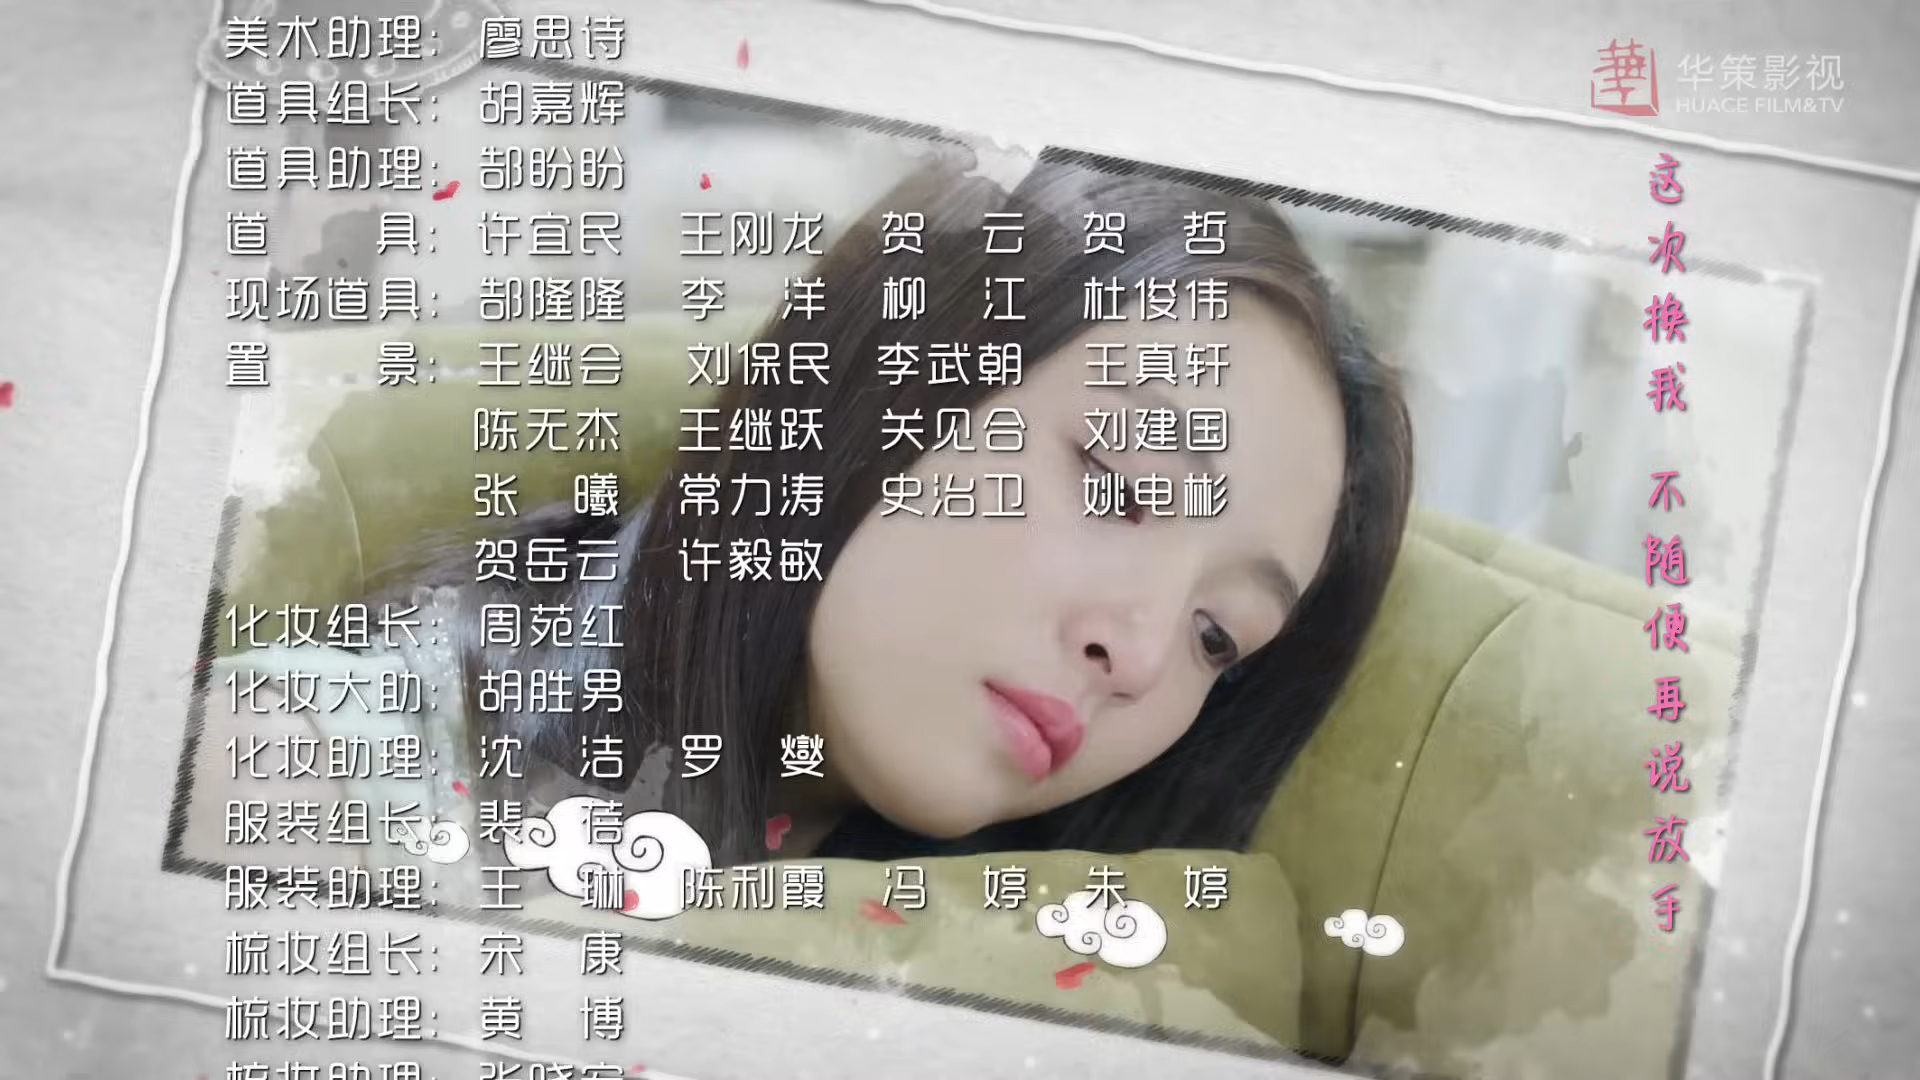 美术助理: 廖思诗
道具组长: 胡嘉辉
道具助理: 郜盼盼
道 具: 许宜民 王刚龙 贺 云 贺 哲
现场道具: 郜隆隆 李 洋 柳 江 杜俊伟
置 景: 王继会 刘保民 李武朝 王真轩
陈无杰 王继跃 关见合 刘建国
张 曦 常力涛 史治卫 姚电彬
贺岳云 许毅敏
化妆组长: 周苑红
化妆大助: 胡胜男
化妆助理: 沈 洁 罗 燮
服装组长: 裴 蓓
服装助理: 王 琳 陈利霞 冯 婷 朱 婷
梳妆组长: 宋 康
梳妆助理: 黄 博
梳妆助理:
华策影视
HUACE FILM&TV
这次换我 不随便再说放手